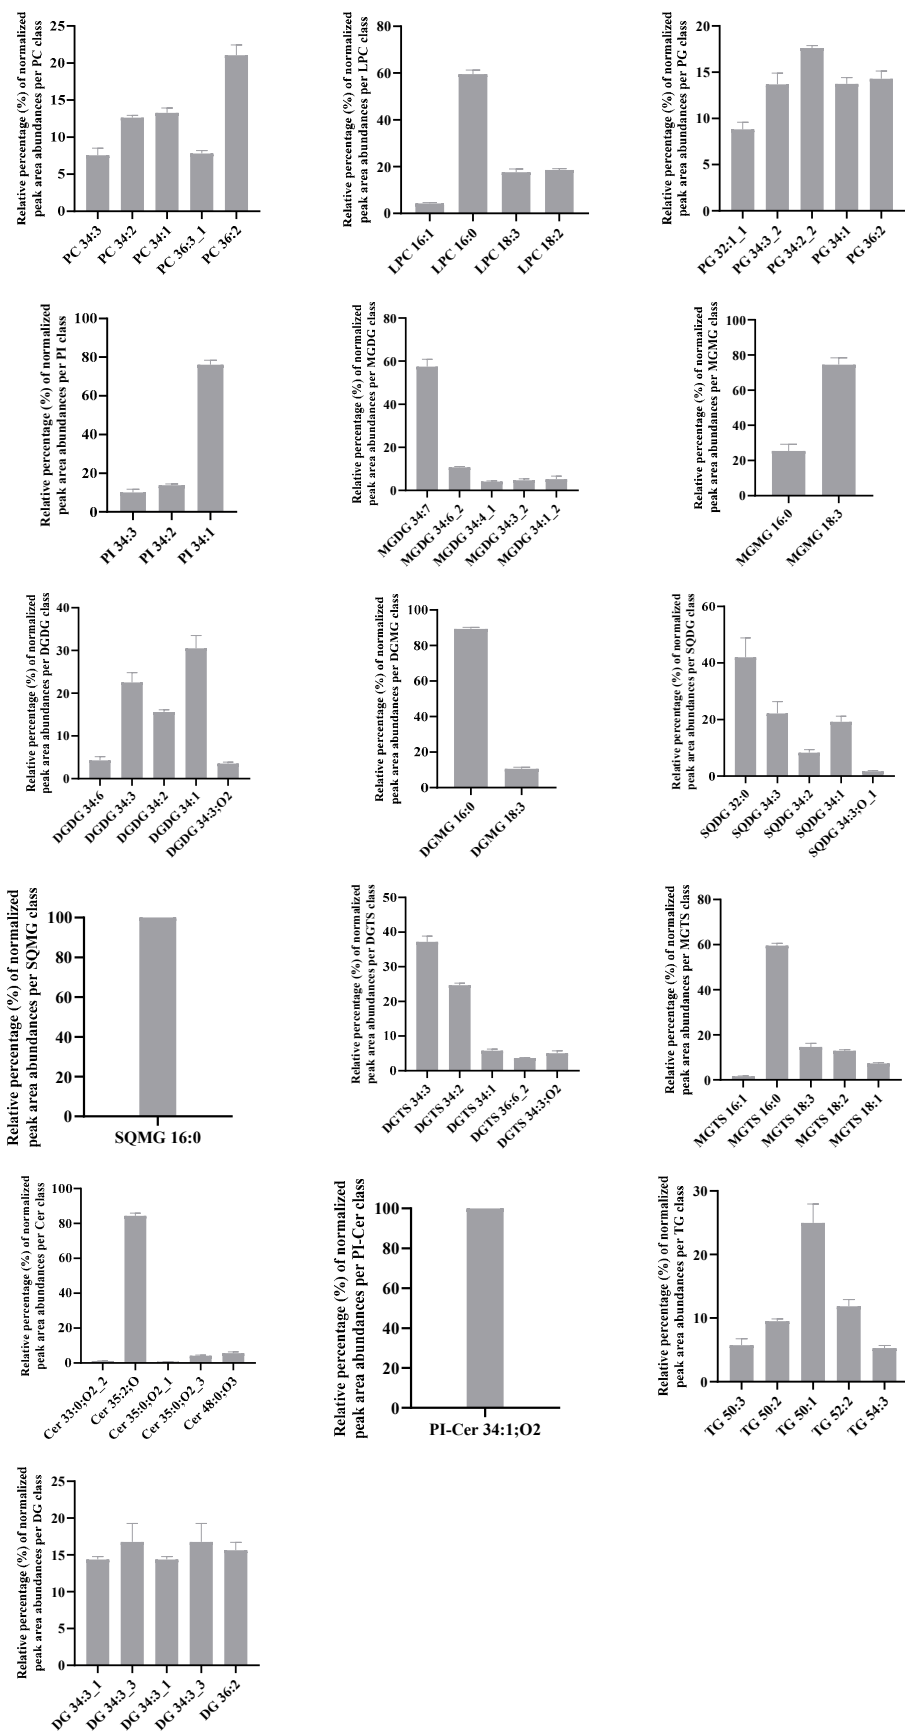 Relative percentage (%) of normalized
peak area abundances per PC class
25
20
15
10
5
0
PC 34:3
PC 34:2
PC 34:1
PC 36:3_1
PC 36:2
Relative percentage (%) of normalized
peak area abundances per LPC class
80
60
40
20
0
LPC 16:1
LPC 16:0
LPC 18:3
LPC 18:2
Relative percentage (%) of normalized
peak area abundances per PG class
20
15
10
5
0
PG 32:1_1
PG 34:3_2
PG 34:2_2
PG 34:1
PG 36:2
Relative percentage (%) of normalized
peak area abundances per PI class
100
80
60
40
20
0
PI 34:3
PI 34:2
PI 34:1
Relative percentage (%) of normalized
peak area abundances per MGDG class
80
60
40
20
0
MGDG 34:7
MGDG 34:6_2
MGDG 34:4_1
MGDG 34:3_2
MGDG 34:1_2
Relative percentage (%) of normalized
peak area abundances per MGMG class
100
80
60
40
20
0
MGMG 16:0
MGMG 18:3
Relative percentage (%) of normalized
peak area abundances per DGDG class
40
30
20
10
0
DGDG 34:6
DGDG 34:3
DGDG 34:2
DGDG 34:1
DGDG 34:3;O2
Relative percentage (%) of normalized
peak area abundances per DGMG class
100
80
60
40
20
0
DGMG 16:0
DGMG 18:3
Relative percentage (%) of normalized
peak area abundances per SQDG class
60
40
20
0
SQDG 32:0
SQDG 34:3
SQDG 34:2
SQDG 34:1
SQDG 34:3;O_1
Relative percentage (%) of normalized
peak area abundances per SQMG class
100
80
60
40
20
0
SQMG 16:0
Relative percentage (%) of normalized
peak area abundances per DGTS class
50
40
30
20
10
0
DGTS 34:3
DGTS 34:2
DGTS 34:1
DGTS 36:6_2
DGTS 34:3;O2
Relative percentage (%) of normalized
peak area abundances per MGTS class
80
60
40
20
0
MGTS 16:1
MGTS 16:0
MGTS 18:3
MGTS 18:2
MGTS 18:1
Relative percentage (%) of normalized
peak area abundances per Cer class
100
80
60
40
20
0
Cer 33:0;O2_2
Cer 35:2;O
Cer 35:0;O2_1
Cer 35:0;O2_3
Cer 48:0;O3
Relative percentage (%) of normalized
peak area abundances per PI-Cer class
100
80
60
40
20
0
PI-Cer 34:1;O2
Relative percentage (%) of normalized
peak area abundances per TG class
30
20
10
0
TG 50:3
TG 50:2
TG 50:1
TG 52:2
TG 54:3
Relative percentage (%) of normalized
peak area abundances per DG class
25
20
15
10
5
0
DG 34:3_1
DG 34:3_3
DG 34:3_1
DG 34:3_3
DG 36:2